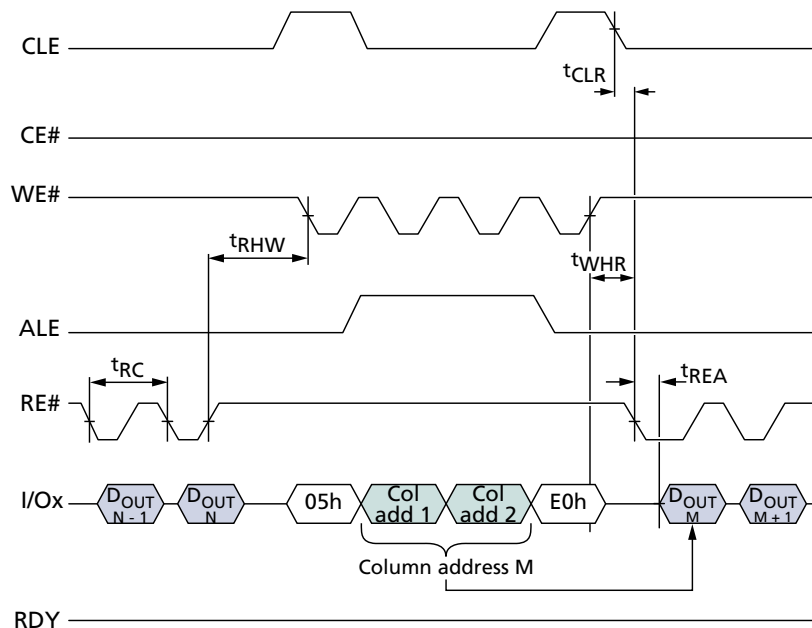 CLE
tCLR
CE#
WE#
tRHW
tWHR
ALE
tRC
tREA
RE#
I/Ox
DOUT N - 1
DOUT N
05h
Col add 1
Col add 2
E0h
DOUT M
DOUT M + 1
Column address M
RDY